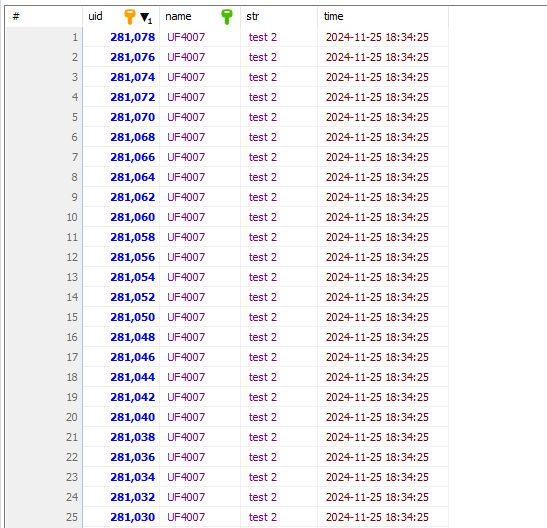 # uid 1 name str time
1 281,078 UF4007 test 2 2024-11-25 18:34:25
2 281,076 UF4007 test 2 2024-11-25 18:34:25
3 281,074 UF4007 test 2 2024-11-25 18:34:25
4 281,072 UF4007 test 2 2024-11-25 18:34:25
5 281,070 UF4007 test 2 2024-11-25 18:34:25
6 281,068 UF4007 test 2 2024-11-25 18:34:25
7 281,066 UF4007 test 2 2024-11-25 18:34:25
8 281,064 UF4007 test 2 2024-11-25 18:34:25
9 281,062 UF4007 test 2 2024-11-25 18:34:25
10 281,060 UF4007 test 2 2024-11-25 18:34:25
11 281,058 UF4007 test 2 2024-11-25 18:34:25
12 281,056 UF4007 test 2 2024-11-25 18:34:25
13 281,054 UF4007 test 2 2024-11-25 18:34:25
14 281,052 UF4007 test 2 2024-11-25 18:34:25
15 281,050 UF4007 test 2 2024-11-25 18:34:25
16 281,048 UF4007 test 2 2024-11-25 18:34:25
17 281,046 UF4007 test 2 2024-11-25 18:34:25
18 281,044 UF4007 test 2 2024-11-25 18:34:25
19 281,042 UF4007 test 2 2024-11-25 18:34:25
20 281,040 UF4007 test 2 2024-11-25 18:34:25
21 281,038 UF4007 test 2 2024-11-25 18:34:25
22 281,036 UF4007 test 2 2024-11-25 18:34:25
23 281,034 UF4007 test 2 2024-11-25 18:34:25
24 281,032 UF4007 test 2 2024-11-25 18:34:25
25 281,030 UF4007 test 2 2024-11-25 18:34:25